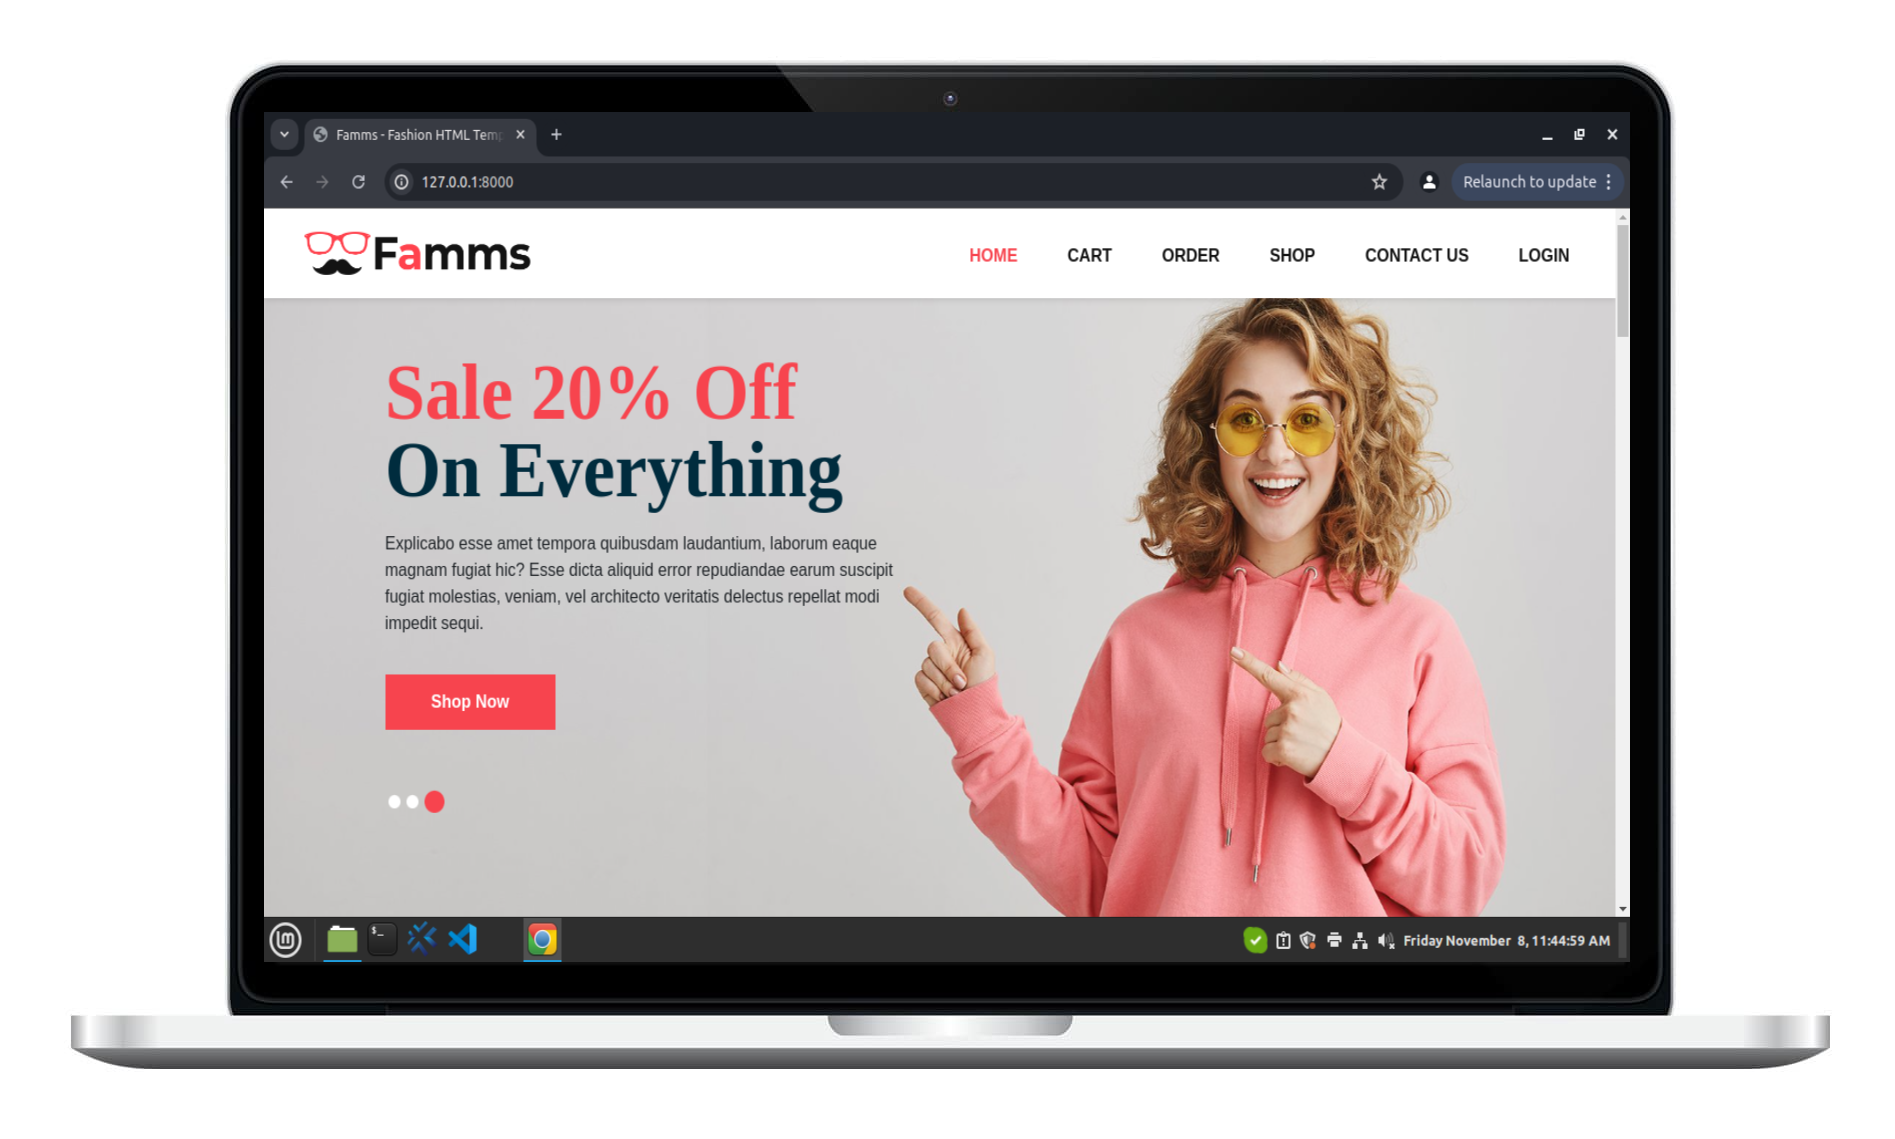 Famms - Fashion HTML Temp
127.0.0.1:8000
Relaunch to update
Famms
HOME
CART
ORDER
SHOP
CONTACT US
LOGIN
Sale 20% Off
On Everything
Explicabo esse amet tempora quibusdam laudantium, laborum eaque
magnam fugiat hic? Esse dicta aliquid error repudiandae earum suscipit
fugiat molestias, veniam, vel architecto veritatis delectus repellat modi
impedit sequi.
Shop Now
$_
Friday November 8, 11:44:59 AM